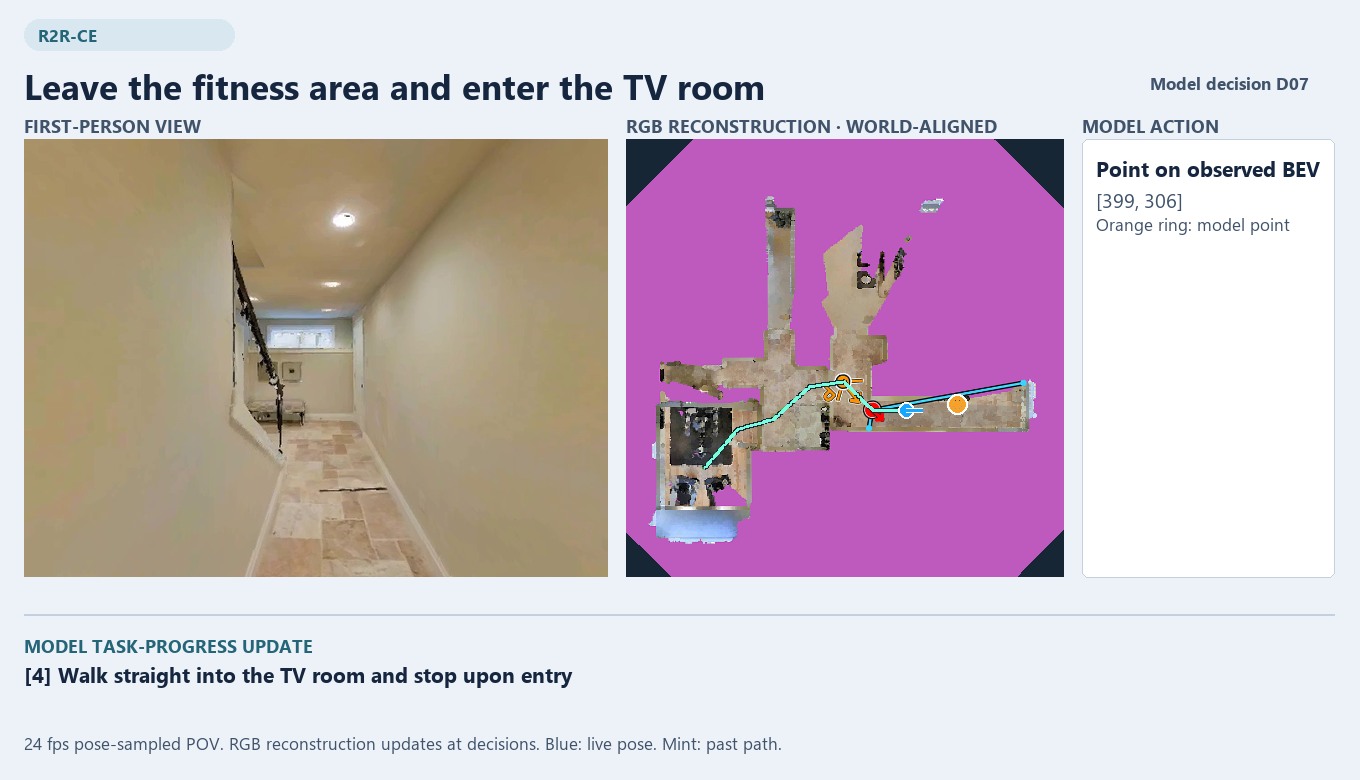 R2R-CE
Leave the fitness area and enter the TV room
Model decision D07
FIRST-PERSON VIEW
RGB RECONSTRUCTION · WORLD-ALIGNED
MODEL ACTION
Point on observed BEV
[399, 306]
Orange ring: model point
MODEL TASK-PROGRESS UPDATE
[4] Walk straight into the TV room and stop upon entry
24 fps pose-sampled POV. RGB reconstruction updates at decisions. Blue: live pose. Mint: past path.